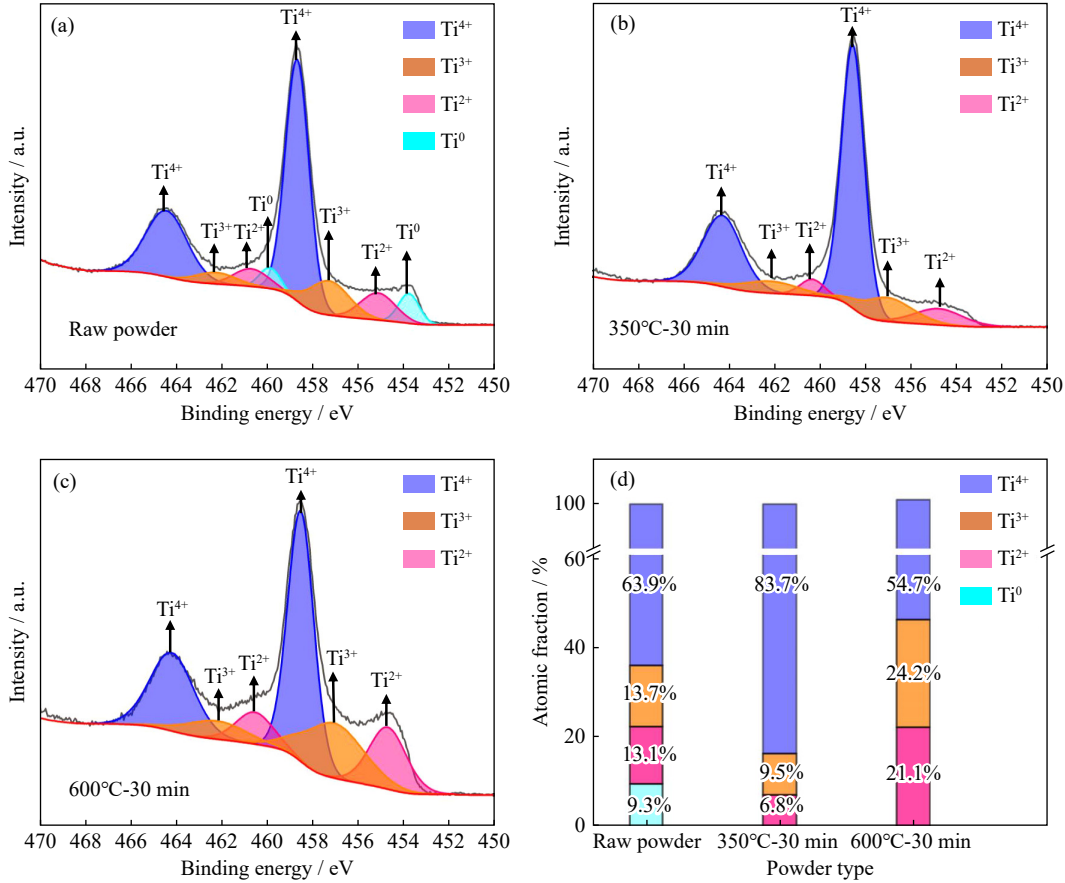 (a)
Ti⁴⁺
Ti⁴⁺
Ti³⁺
Ti²⁺
Ti⁰
Ti⁴⁺
Ti³⁺
Ti²⁺
Ti⁰
Ti³⁺
Ti²⁺
Ti⁰
Raw powder
Intensity / a.u.
470 468 466 464 462 460 458 456 454 452 450
Binding energy / eV
(b)
Ti⁴⁺
Ti⁴⁺
Ti³⁺
Ti²⁺
Ti⁴⁺
Ti³⁺
Ti²⁺
Ti³⁺
Ti²⁺
350°C-30 min
Intensity / a.u.
470 468 466 464 462 460 458 456 454 452 450
Binding energy / eV
(c)
Ti⁴⁺
Ti⁴⁺
Ti³⁺
Ti²⁺
Ti⁴⁺
Ti³⁺
Ti²⁺
Ti³⁺
Ti²⁺
600°C-30 min
Intensity / a.u.
470 468 466 464 462 460 458 456 454 452 450
Binding energy / eV
(d)
Ti⁴⁺
Ti³⁺
Ti²⁺
Ti⁰
100
60
40
20
0
Atomic fraction / %
63.9%
13.7%
13.1%
9.3%
83.7%
9.5%
6.8%
54.7%
24.2%
21.1%
Raw powder 350°C-30 min 600°C-30 min
Powder type